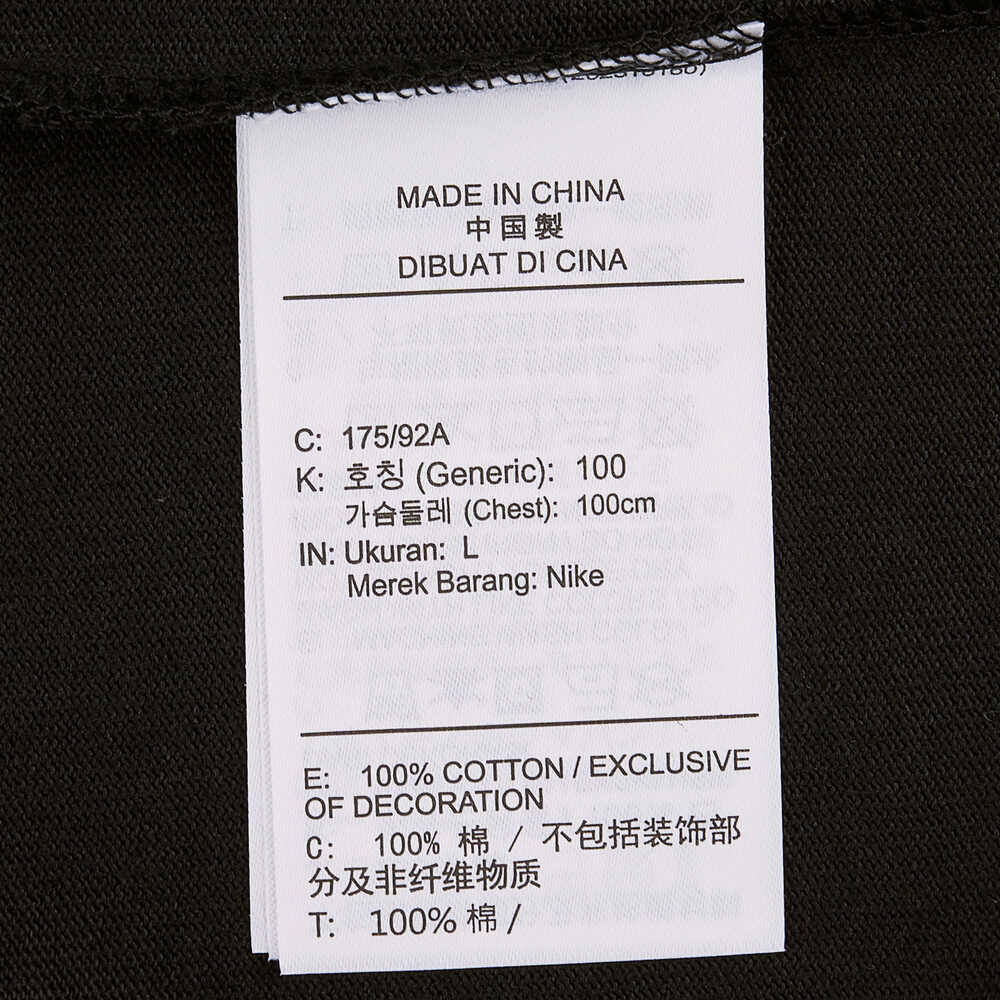 MADE IN CHINA
中国製
DIBUAT DI CINA
C: 175/92A
K: 호칭 (Generic): 100
가슴둘레 (Chest): 100cm
IN: Ukuran: L
Merek Barang: Nike
E: 100% COTTON / EXCLUSIVE
OF DECORATION
C: 100% 棉 / 不包括装饰部
分及非纤维物质
T: 100% 棉 /